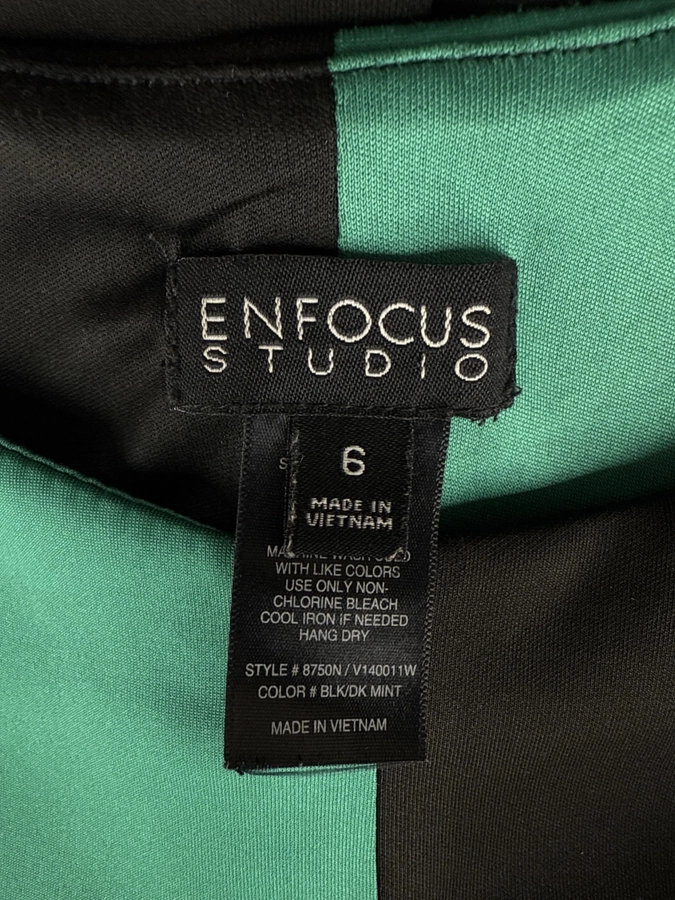 ENFOCUS
STUDIO
6
MADE IN
VIETNAM
S
WITH LIKE COLORS
USE ONLY NON-
CHLORINE BLEACH
COOL IRON IF NEEDED
HANG DRY
STYLE # 8750N / V140011W
COLOR # BLK/DK MINT
MADE IN VIETNAM